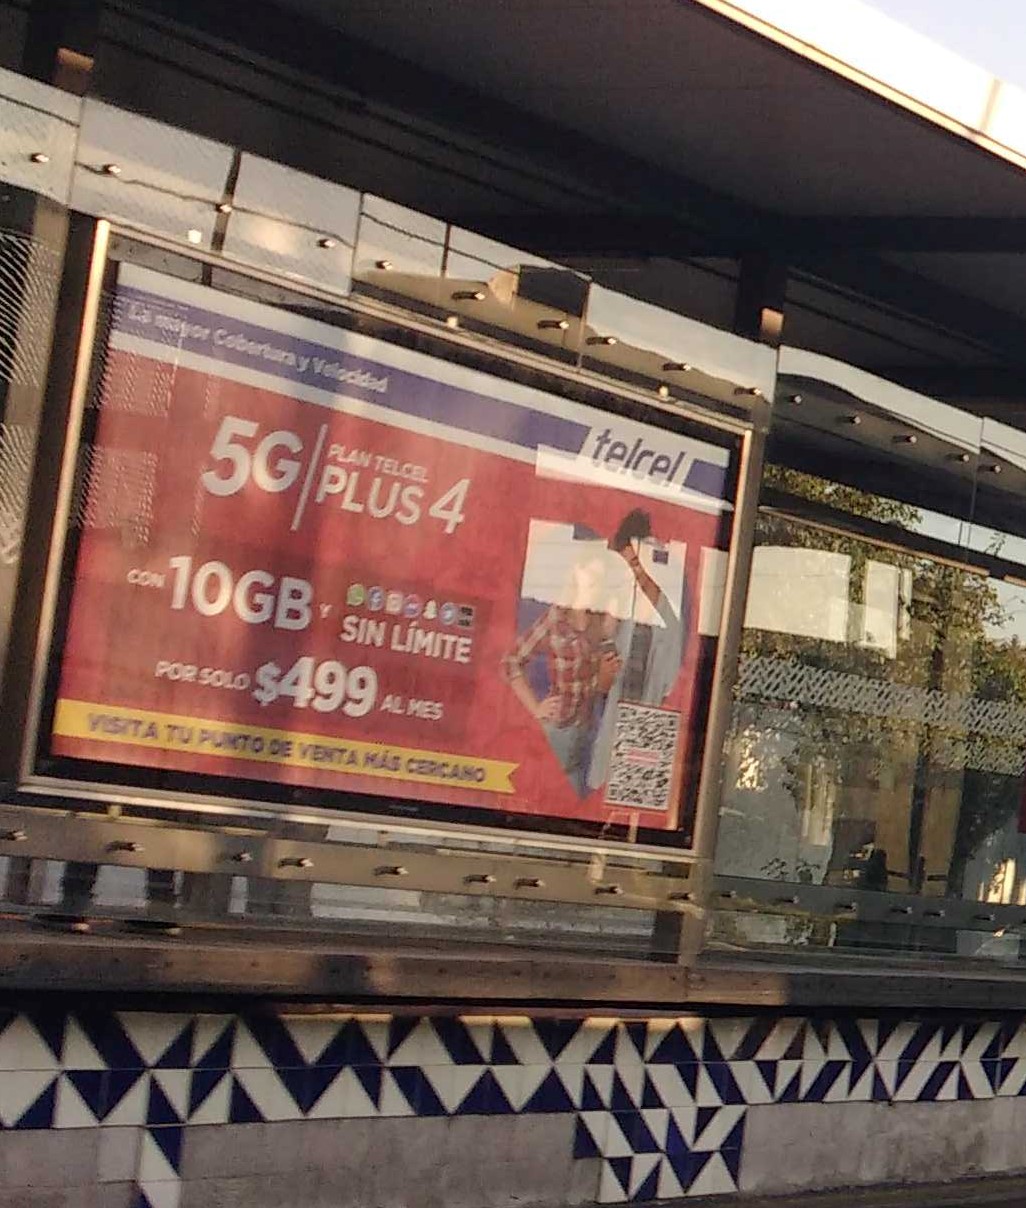 La mayor Cobertura y Velocidad
telcel
5G
PLAN TELCEL
PLUS 4
CON 10GB Y
SIN LÍMITE
POR SOLO $499 AL MES
VISITA TU PUNTO DE VENTA MÁS CERCANO